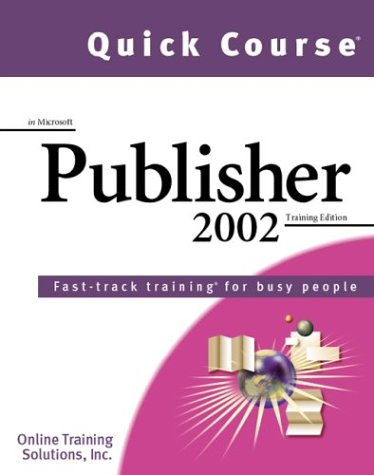 Quick Course®
in Microsoft
Publisher
2002 Training Edition
Fast-track training® for busy people
Online Training
Solutions, Inc.